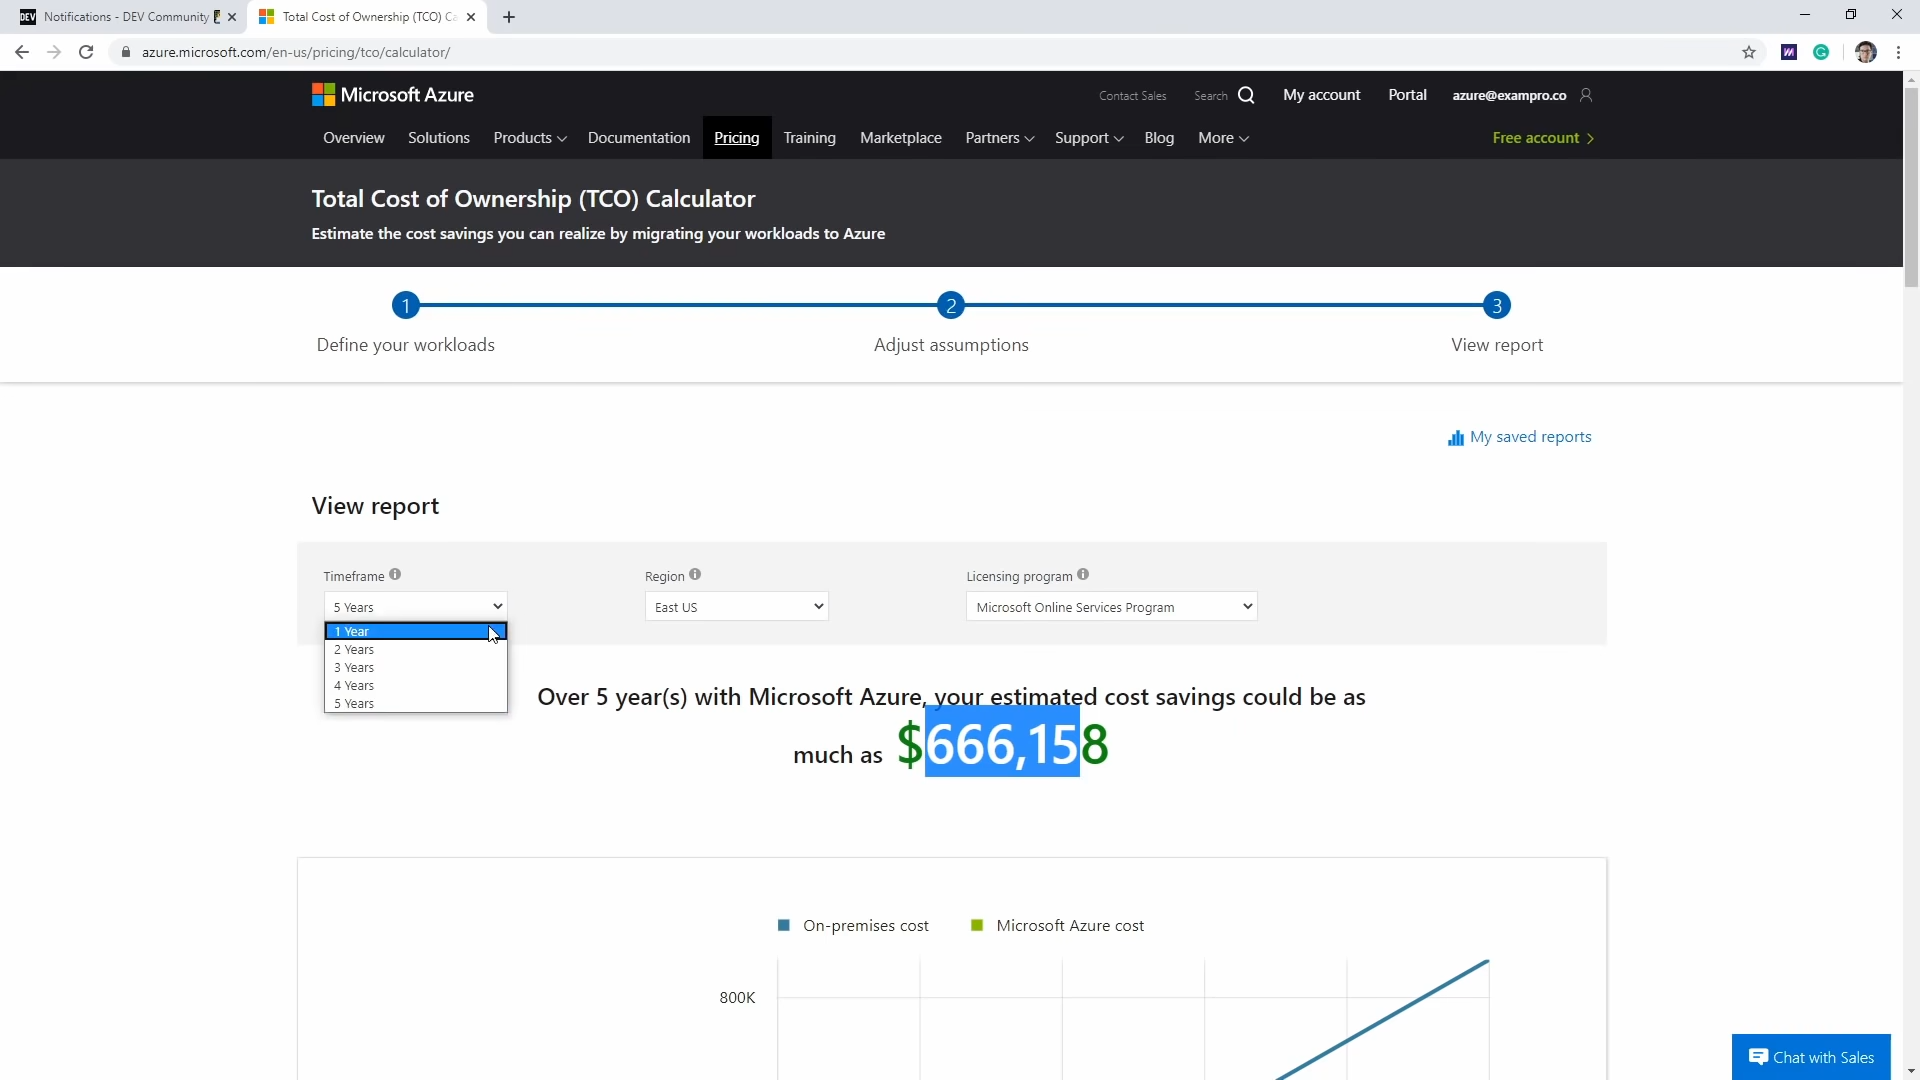 DEV Notifications - DEV Community
Total Cost of Ownership (TCO) Ca
azure.microsoft.com/en-us/pricing/tco/calculator/
Microsoft Azure
Contact Sales Search My account Portal azure@exampro.co
Overview Solutions Products Documentation Pricing Training Marketplace Partners Support Blog More Free account
Total Cost of Ownership (TCO) Calculator
Estimate the cost savings you can realize by migrating your workloads to Azure
1 2 3
Define your workloads Adjust assumptions View report
My saved reports
View report
Timeframe Region Licensing program
5 Years East US Microsoft Online Services Program
1 Year
2 Years
3 Years
4 Years
5 Years
Over 5 year(s) with Microsoft Azure, your estimated cost savings could be as
much as $666,158
On-premises cost Microsoft Azure cost
800K
Chat with Sales